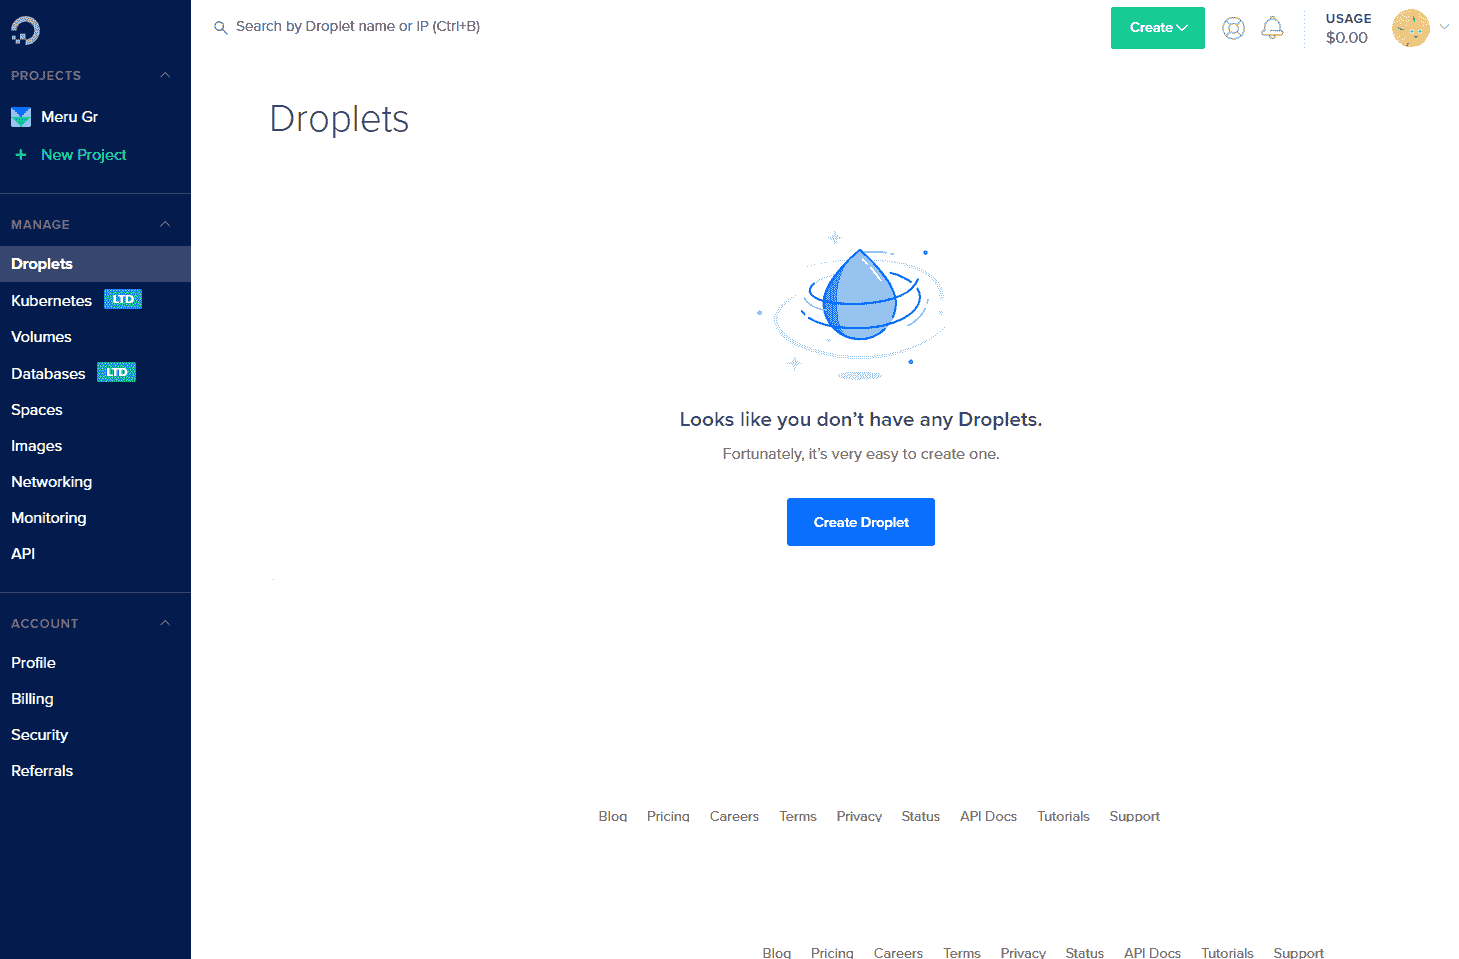 Search by Droplet name or IP (Ctrl+B)
Create
USAGE
$0.00
PROJECTS
Meru Gr
+ New Project
MANAGE
Droplets
Kubernetes LTD
Volumes
Databases LTD
Spaces
Images
Networking
Monitoring
API
ACCOUNT
Profile
Billing
Security
Referrals
Droplets
Looks like you don’t have any Droplets.
Fortunately, it’s very easy to create one.
Create Droplet
Blog Pricing Careers Terms Privacy Status API Docs Tutorials Support
Blog Pricing Careers Terms Privacy Status API Docs Tutorials Support